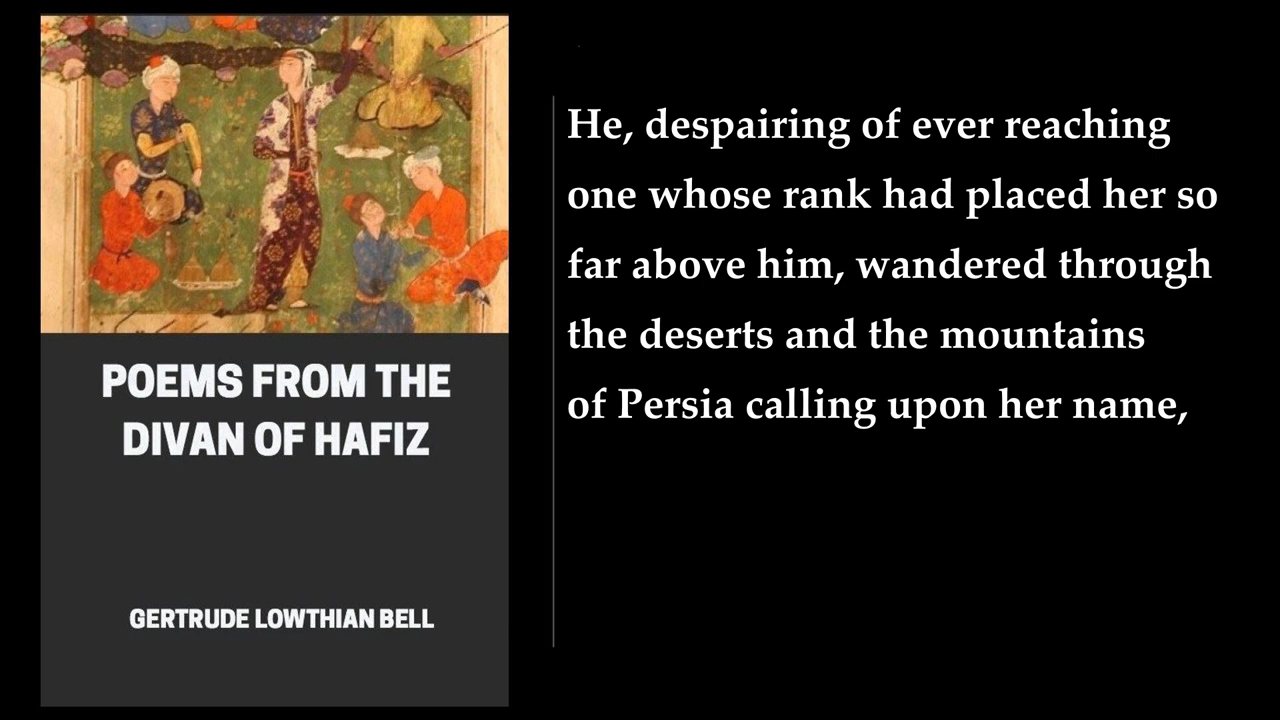 POEMS FROM THE
DIVAN OF HAFIZ
GERTRUDE LOWTHIAN BELL
He, despairing of ever reaching
one whose rank had placed her so
far above him, wandered through
the deserts and the mountains
of Persia calling upon her name,